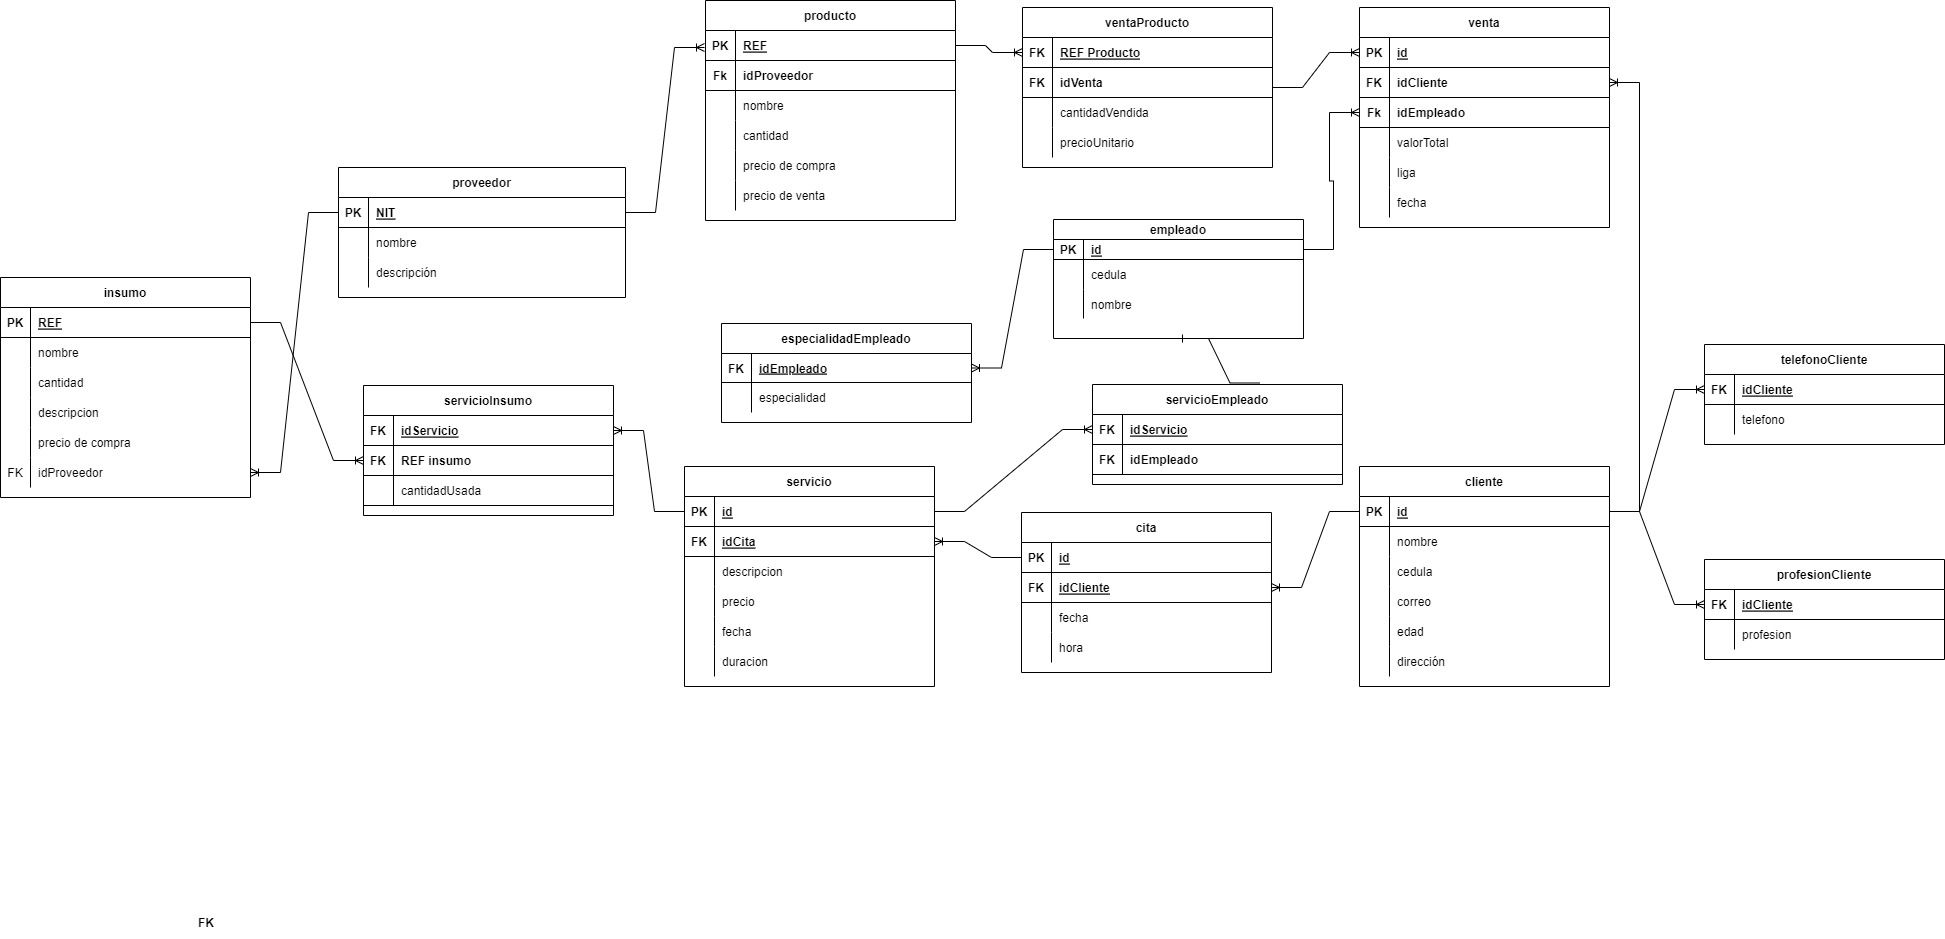 producto
PK REF
Fk idProveedor
nombre
cantidad
precio de compra
precio de venta
ventaProducto
FK REF Producto
FK idVenta
cantidadVendida
precioUnitario
venta
PK id
FK idCliente
Fk idEmpleado
valorTotal
liga
fecha
proveedor
PK NIT
nombre
descripción
empleado
PK id
cedula
nombre
insumo
PK REF
nombre
cantidad
descripcion
precio de compra
FK idProveedor
especialidadEmpleado
FK idEmpleado
especialidad
telefonoCliente
FK idCliente
telefono
servicioInsumo
FK idServicio
FK REF insumo
cantidadUsada
servicioEmpleado
FK idServicio
FK idEmpleado
servicio
PK id
FK idCita
descripcion
precio
fecha
duracion
cita
PK id
FK idCliente
fecha
hora
cliente
PK id
nombre
cedula
correo
edad
dirección
profesionCliente
FK idCliente
profesion
FK